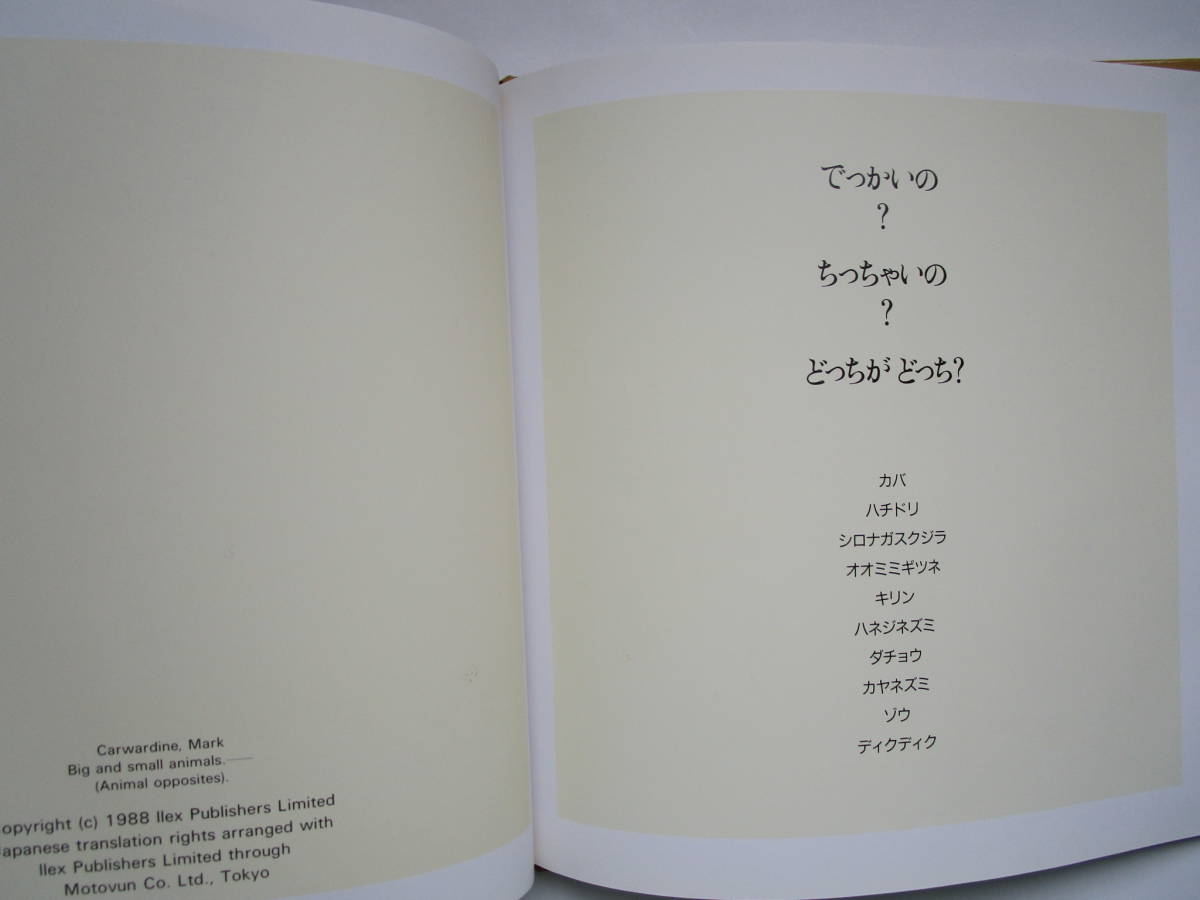 Carwardine, Mark
Big and small animals.——
(Animal opposites).
opyright (c) 1988 Ilex Publishers Limited
apanese translation rights arranged with
Ilex Publishers Limited through
Motovun Co. Ltd., Tokyo
でっかいの
?
ちっちゃいの
?
どっちが どっち?
カバ
ハチドリ
シロナガスクジラ
オオミミギツネ
キリン
ハネジネズミ
ダチョウ
カヤネズミ
ゾウ
ディクディク